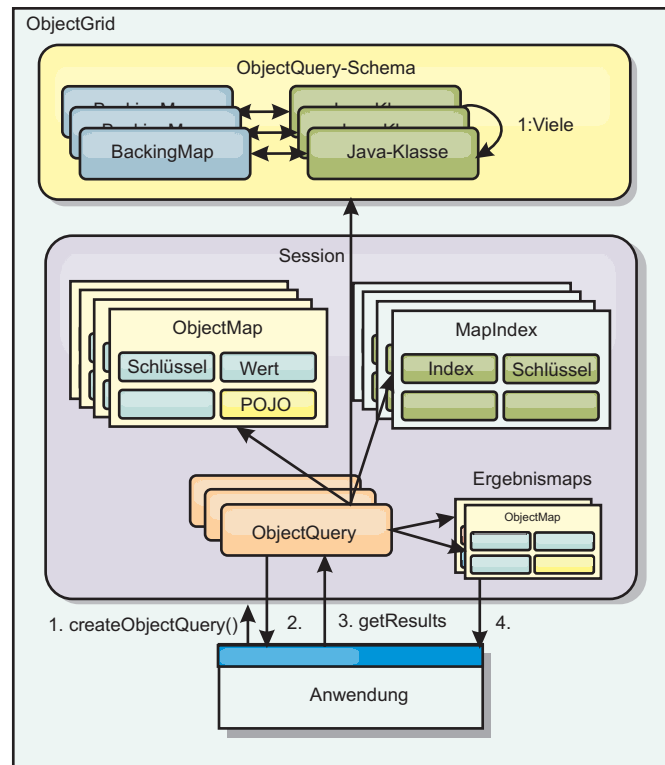 ObjectGrid
ObjectQuery-Schema
BackingMap
Java-Klasse
1:Viele
Session
ObjectMap
Schlüssel
Wert
POJO
MapIndex
Index
Schlüssel
Ergebnismaps
ObjectMap
ObjectQuery
1. createObjectQuery()
2.
3. getResults
4.
Anwendung